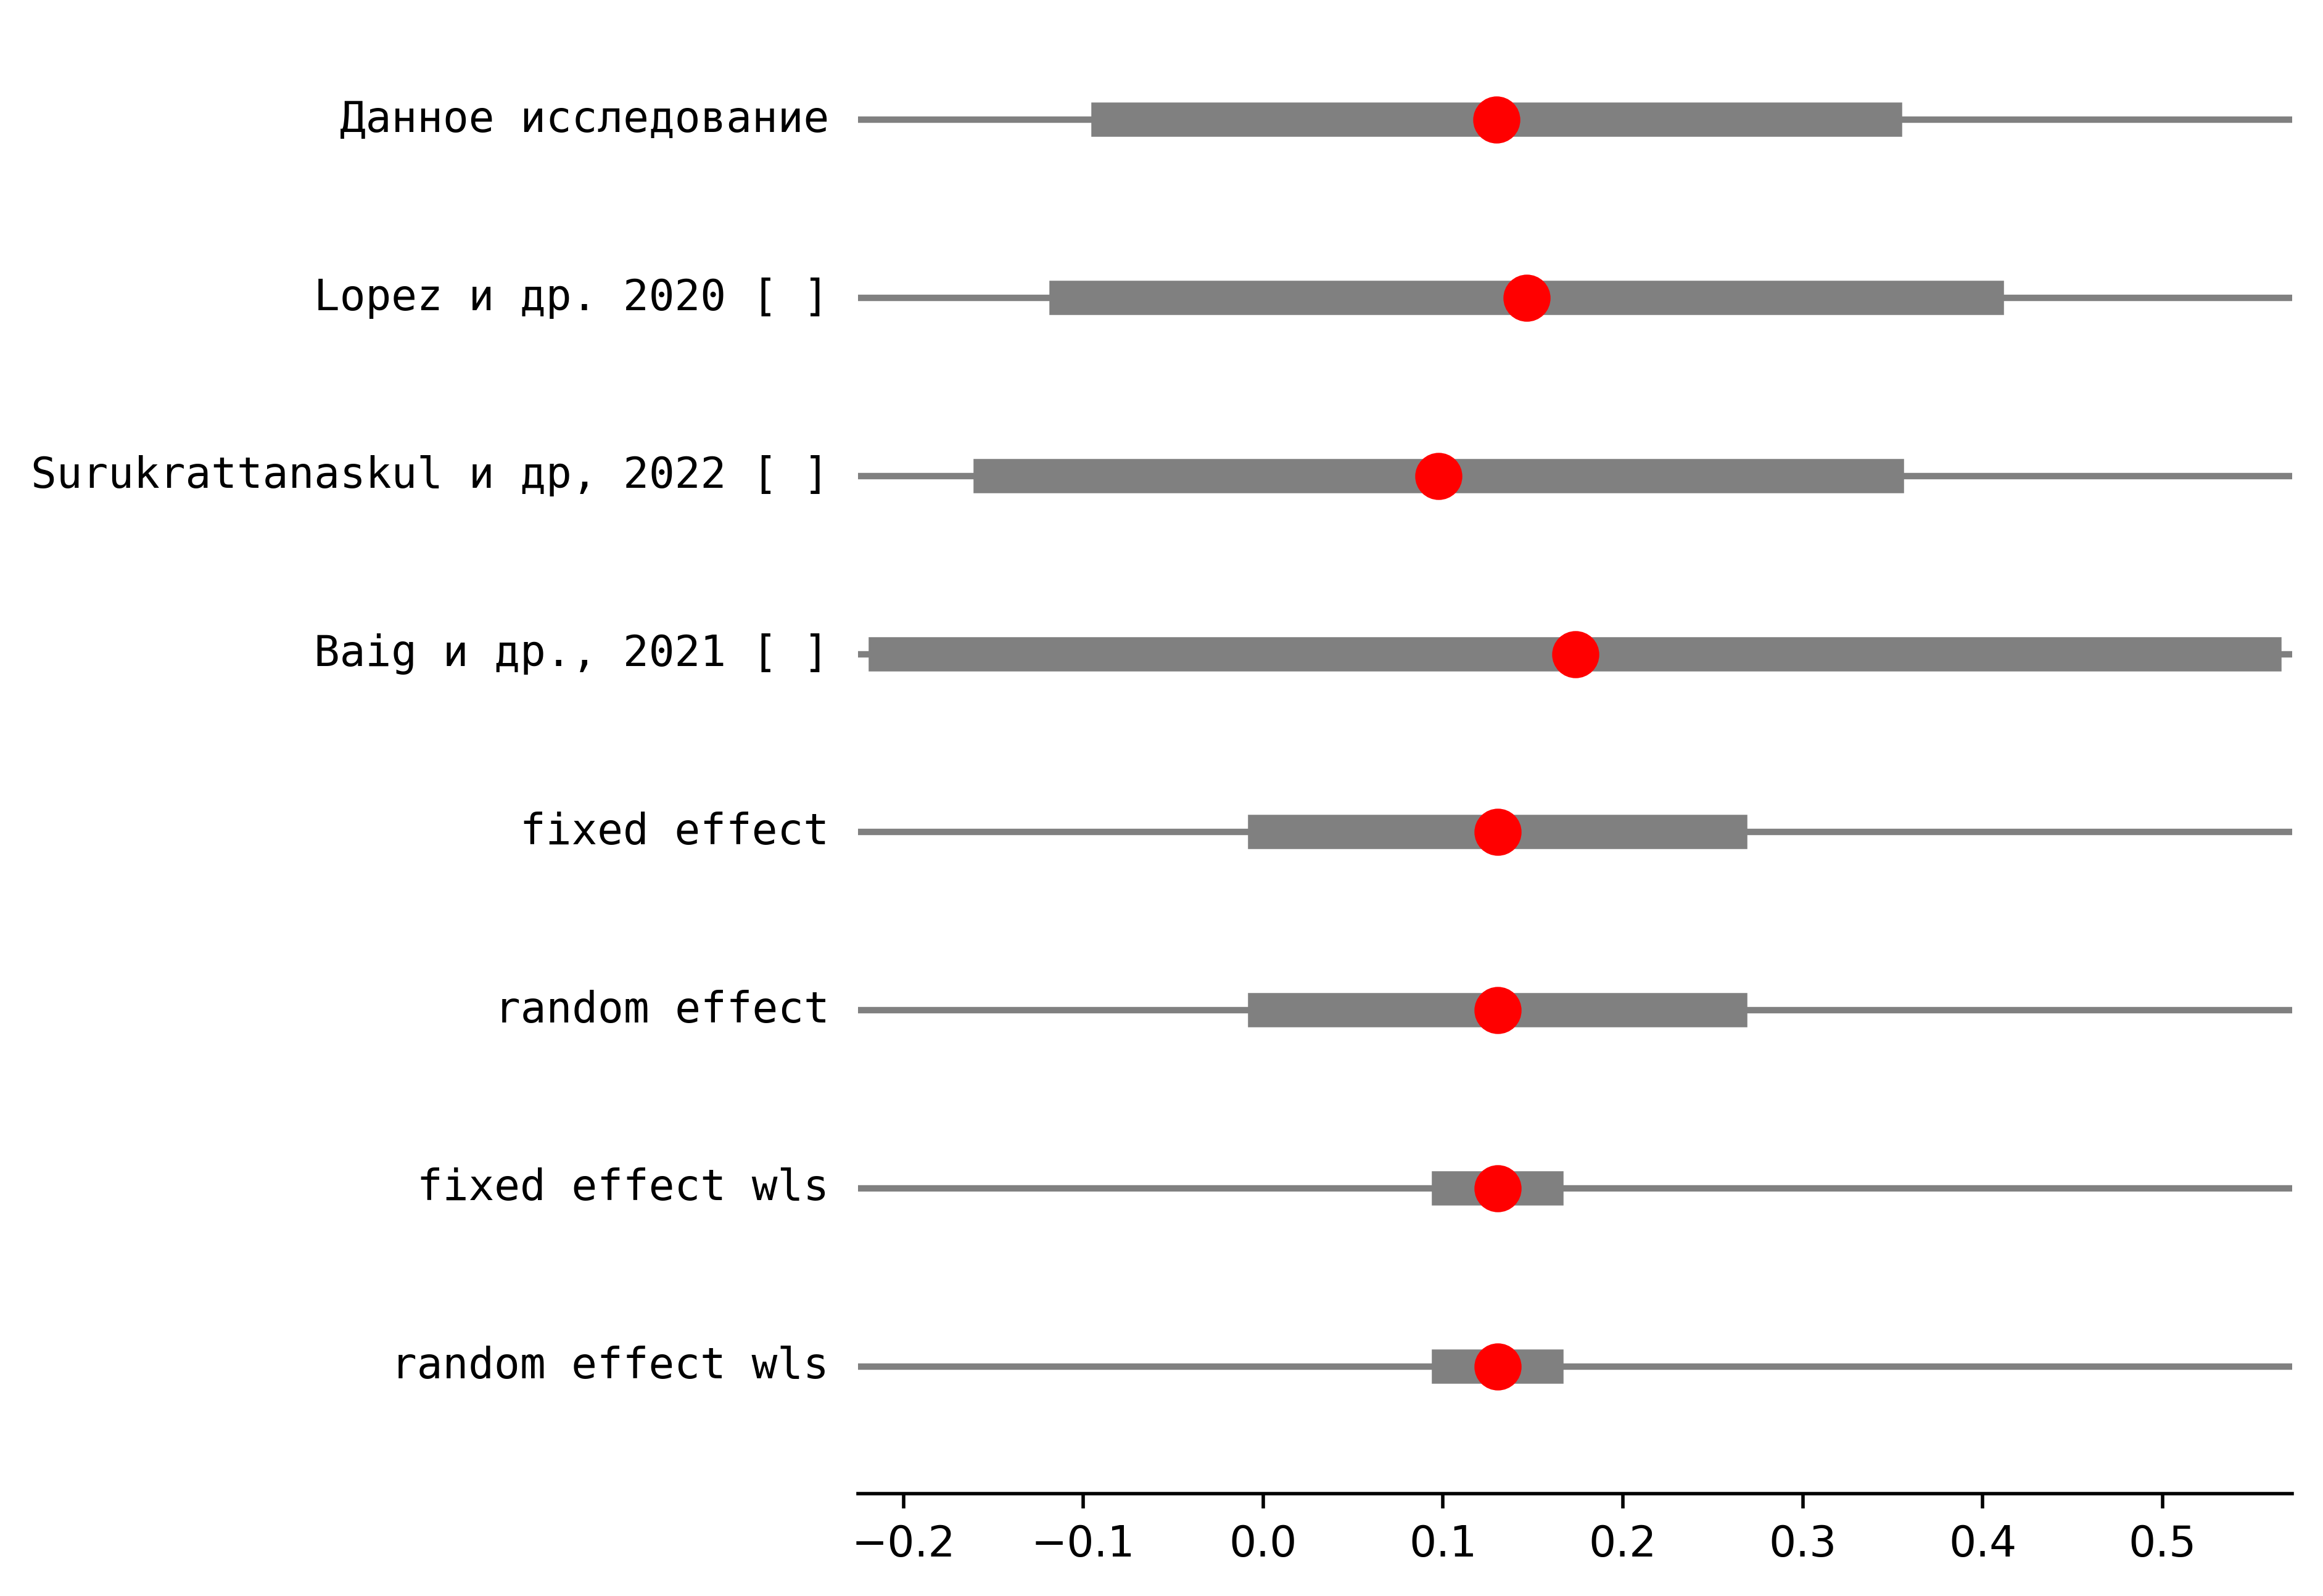 Данное исследование
Lopez и др. 2020 [ ]
Surukrattanaskul и др, 2022 [ ]
Baig и др., 2021 [ ]
fixed effect
random effect
fixed effect wls
random effect wls
−0.2 −0.1 0.0 0.1 0.2 0.3 0.4 0.5